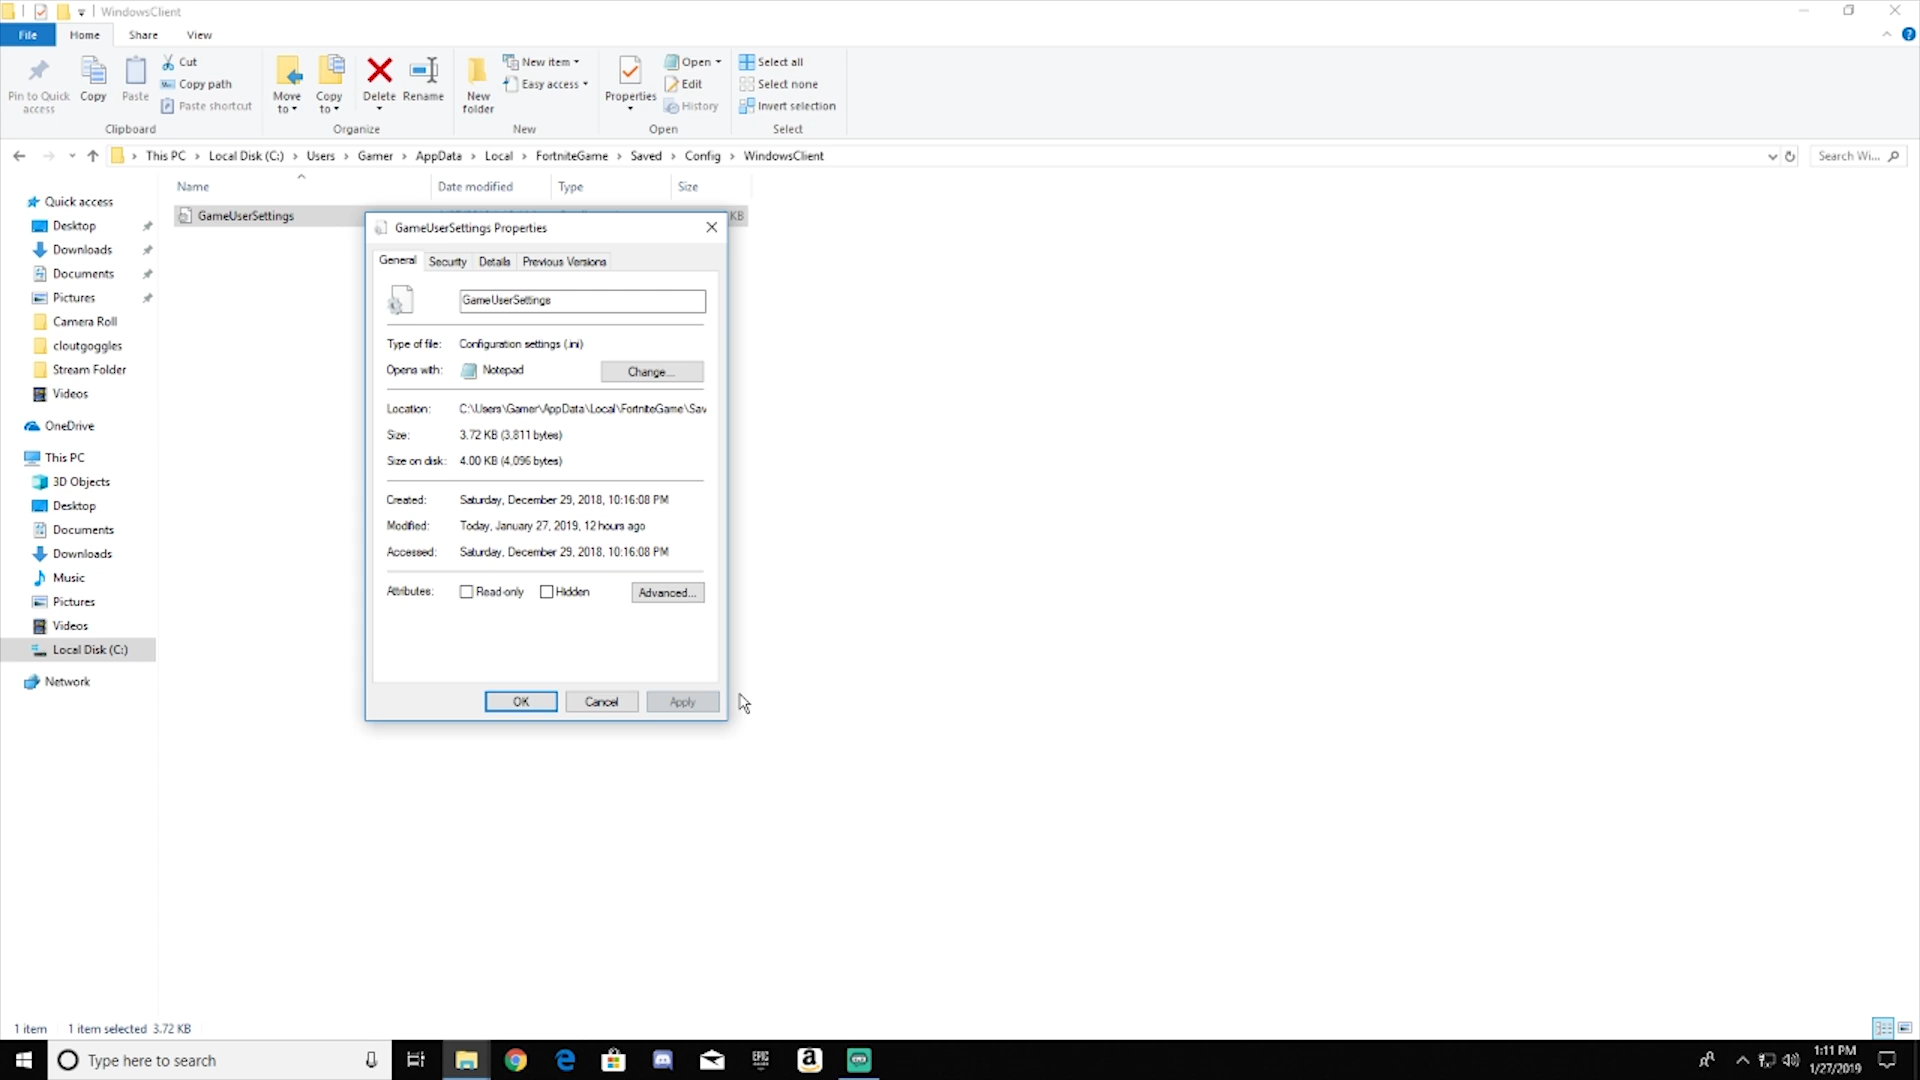 WindowsClient
File Home Share View
Pin to Quick access
Copy
Paste
Cut
Copy path
Paste shortcut
Clipboard
Move to
Copy to
Delete
Rename
Organize
New folder
New item
Easy access
New
Properties
Open
Edit
History
Open
Select all
Select none
Invert selection
Select
This PC > Local Disk (C:) > Users > Gamer > AppData > Local > FortniteGame > Saved > Config > WindowsClient
Search Wi...
Name Date modified Type Size
GameUserSettings KB
Quick access
Desktop
Downloads
Documents
Pictures
Camera Roll
cloutgoggles
Stream Folder
Videos
OneDrive
This PC
3D Objects
Desktop
Documents
Downloads
Music
Pictures
Videos
Local Disk (C:)
Network
GameUserSettings Properties
General Security Details Previous Versions
GameUserSettings
Type of file: Configuration settings (.ini)
Opens with: Notepad Change...
Location: C:\Users\Gamer\AppData\Local\FortniteGame\Sav
Size: 3.72 KB (3,811 bytes)
Size on disk: 4.00 KB (4,096 bytes)
Created: Saturday, December 29, 2018, 10:16:08 PM
Modified: Today, January 27, 2019, 12 hours ago
Accessed: Saturday, December 29, 2018, 10:16:08 PM
Attributes: Read-only Hidden Advanced...
OK Cancel Apply
1 item 1 item selected 3.72 KB
Type here to search
EPIC
a
1:11 PM
1/27/2019